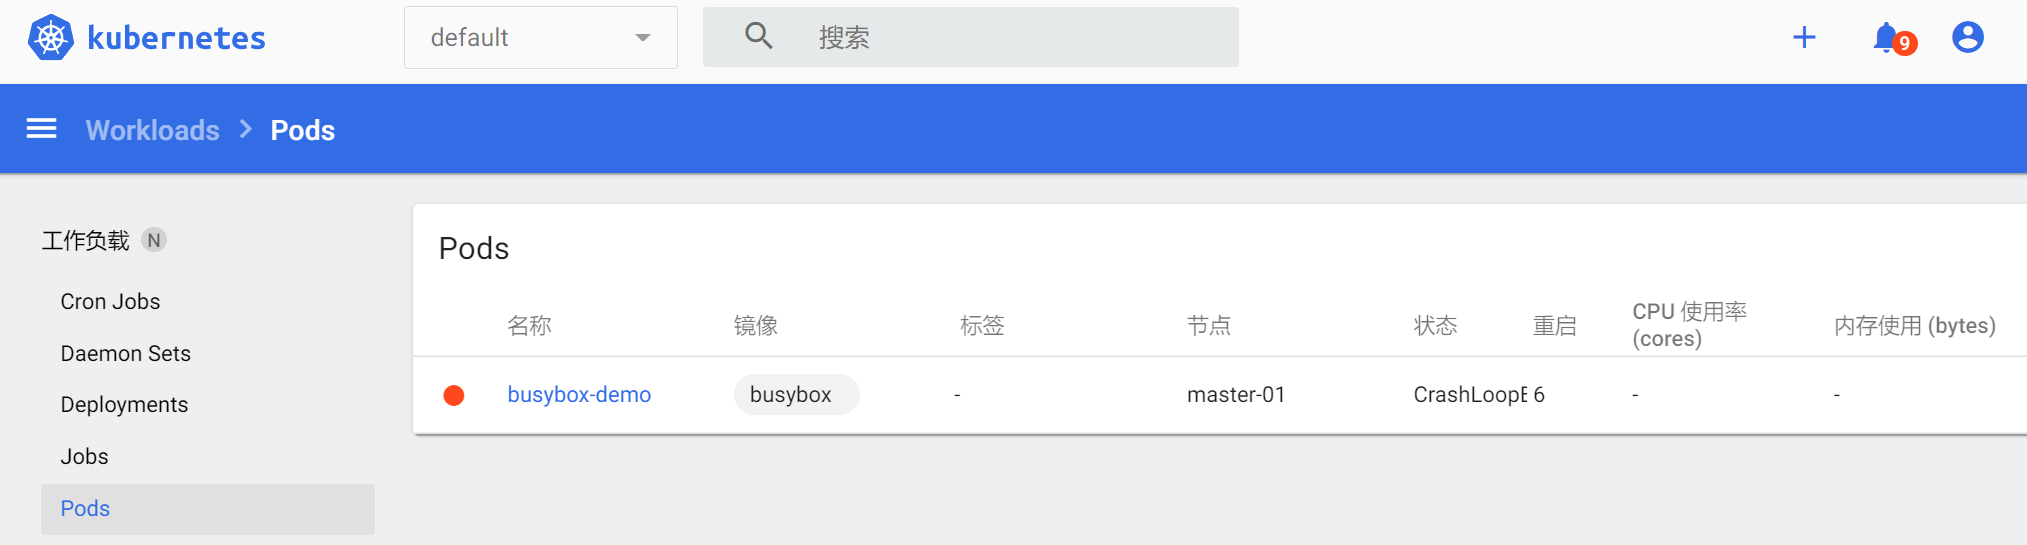 kubernetes
default
搜索
9
Workloads > Pods
工作负载 N
Cron Jobs
Daemon Sets
Deployments
Jobs
Pods
Pods
名称 镜像 标签 节点 状态 重启 CPU 使用率 (cores) 内存使用 (bytes)
busybox-demo busybox - master-01 CrashLoopE 6 - -